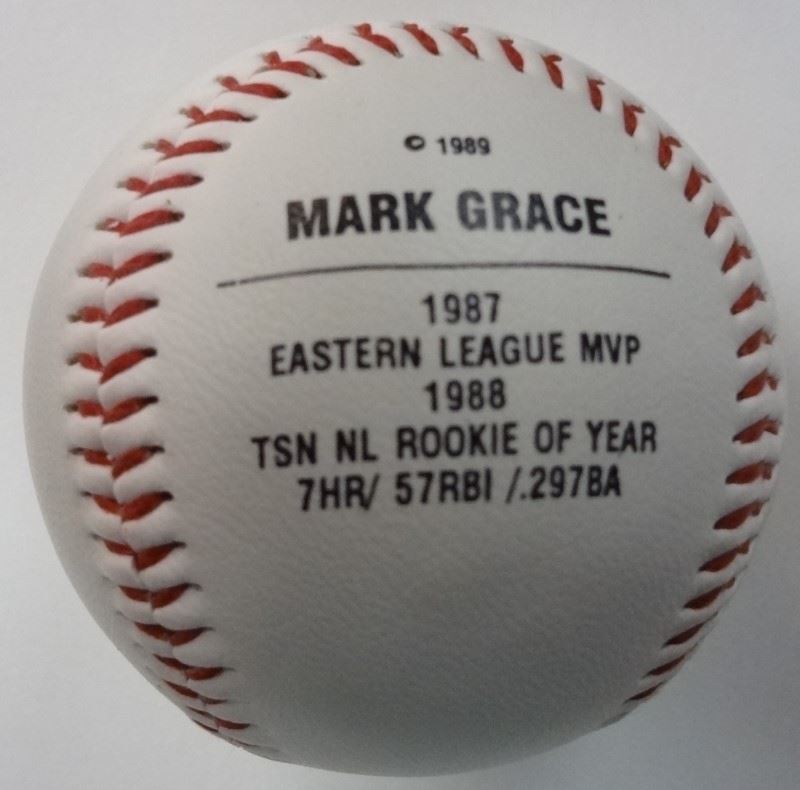 © 1989
MARK GRACE
1987
EASTERN LEAGUE MVP
1988
TSN NL ROOKIE OF YEAR
7HR/ 57RBI /.297BA